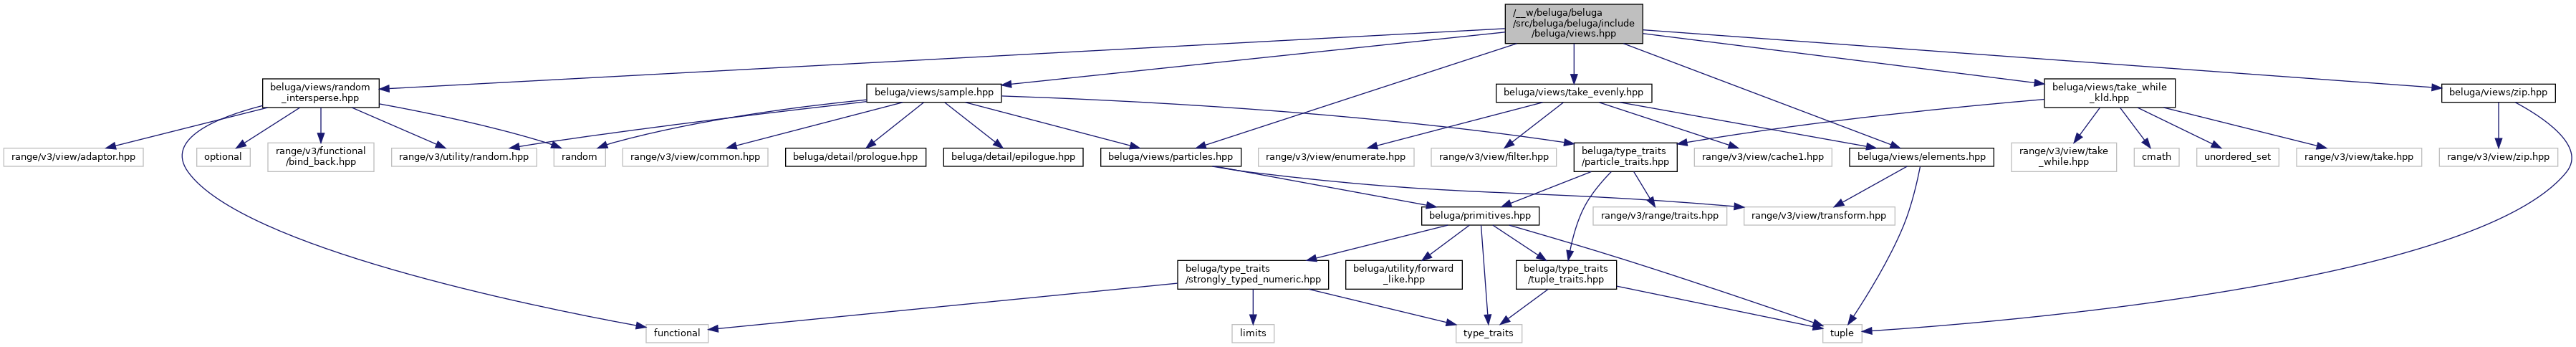 /__w/beluga/beluga
/src/beluga/beluga/include
/beluga/views.hpp
beluga/views/random
_intersperse.hpp
beluga/views/sample.hpp
beluga/views/take_evenly.hpp
beluga/views/take_while
_kld.hpp
beluga/views/zip.hpp
range/v3/view/adaptor.hpp
optional
range/v3/functional
/bind_back.hpp
range/v3/utility/random.hpp
random
range/v3/view/common.hpp
beluga/detail/prologue.hpp
beluga/detail/epilogue.hpp
beluga/views/particles.hpp
range/v3/view/enumerate.hpp
range/v3/view/filter.hpp
beluga/type_traits
/particle_traits.hpp
range/v3/view/cache1.hpp
beluga/views/elements.hpp
range/v3/view/take
_while.hpp
cmath
unordered_set
range/v3/view/take.hpp
range/v3/view/zip.hpp
beluga/primitives.hpp
range/v3/range/traits.hpp
range/v3/view/transform.hpp
beluga/type_traits
/strongly_typed_numeric.hpp
beluga/utility/forward
_like.hpp
beluga/type_traits
/tuple_traits.hpp
functional
limits
type_traits
tuple